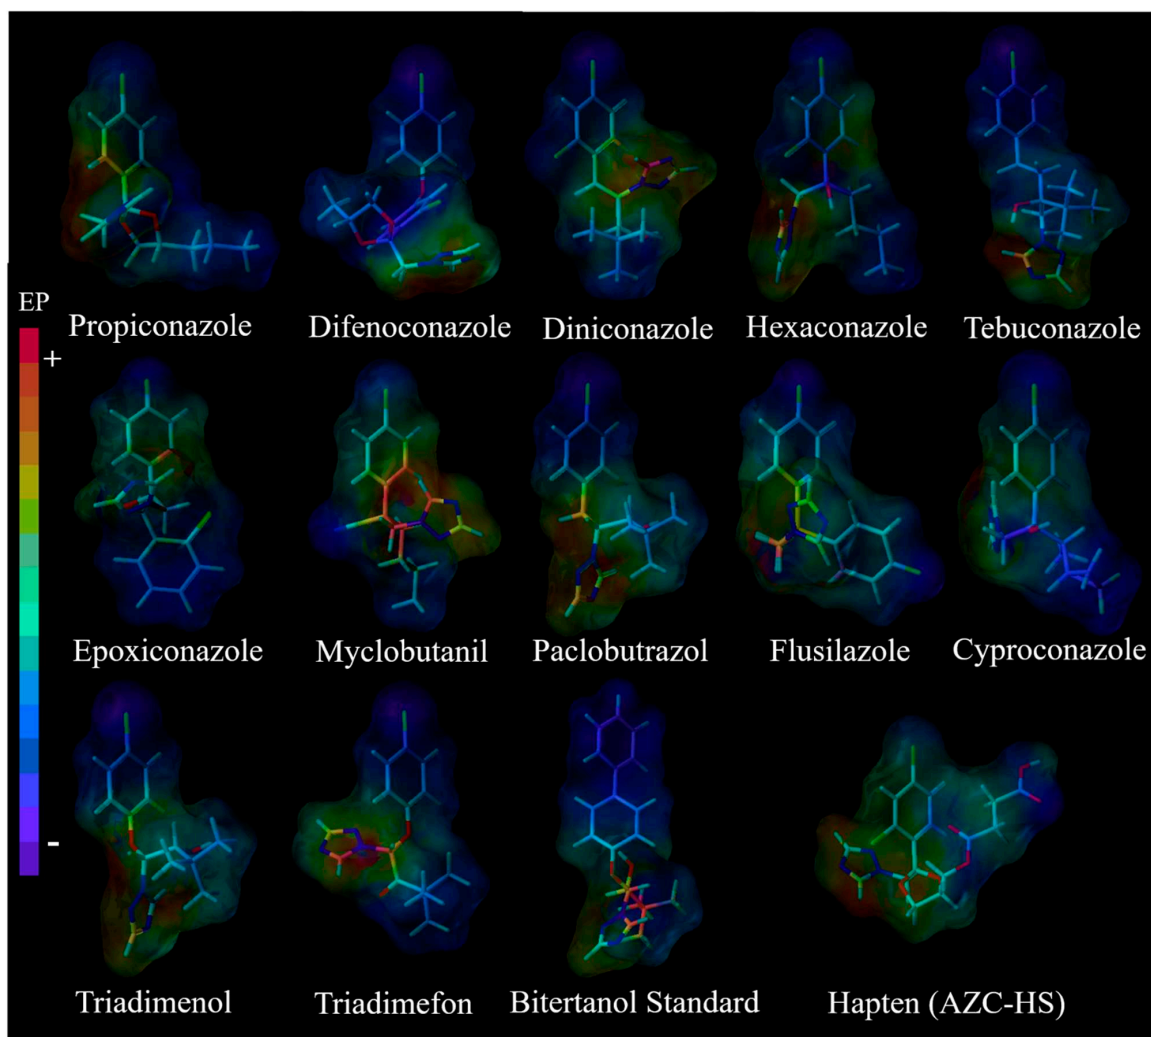 Propiconazole Difenoconazole Diniconazole Hexaconazole Tebuconazole
EP
+
Epoxiconazole Myclobutanil Paclobutrazol Flusilazole Cyproconazole
-
Triadimenol Triadimefon Bitertanol Standard Hapten (AZC-HS)